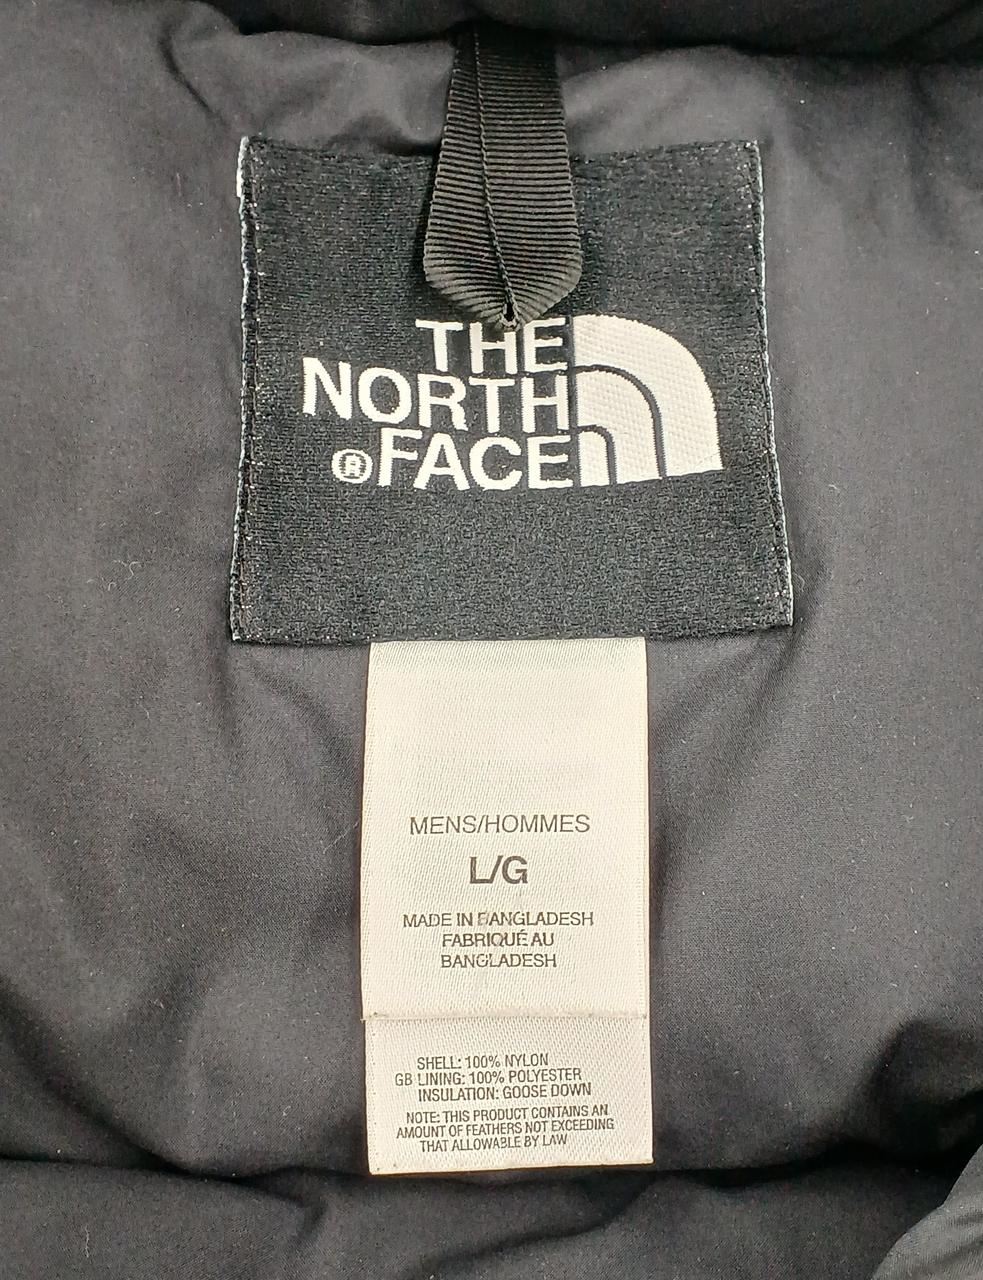 THE
NORTH
®FACE
MENS/HOMMES
L/G
MADE IN BANGLADESH
FABRIQUÉ AU
BANGLADESH
SHELL: 100% NYLON
GB LINING: 100% POLYESTER
INSULATION: GOOSE DOWN
NOTE: THIS PRODUCT CONTAINS AN
AMOUNT OF FEATHERS NOT EXCEEDING
THAT ALLOWABLE BY LAW